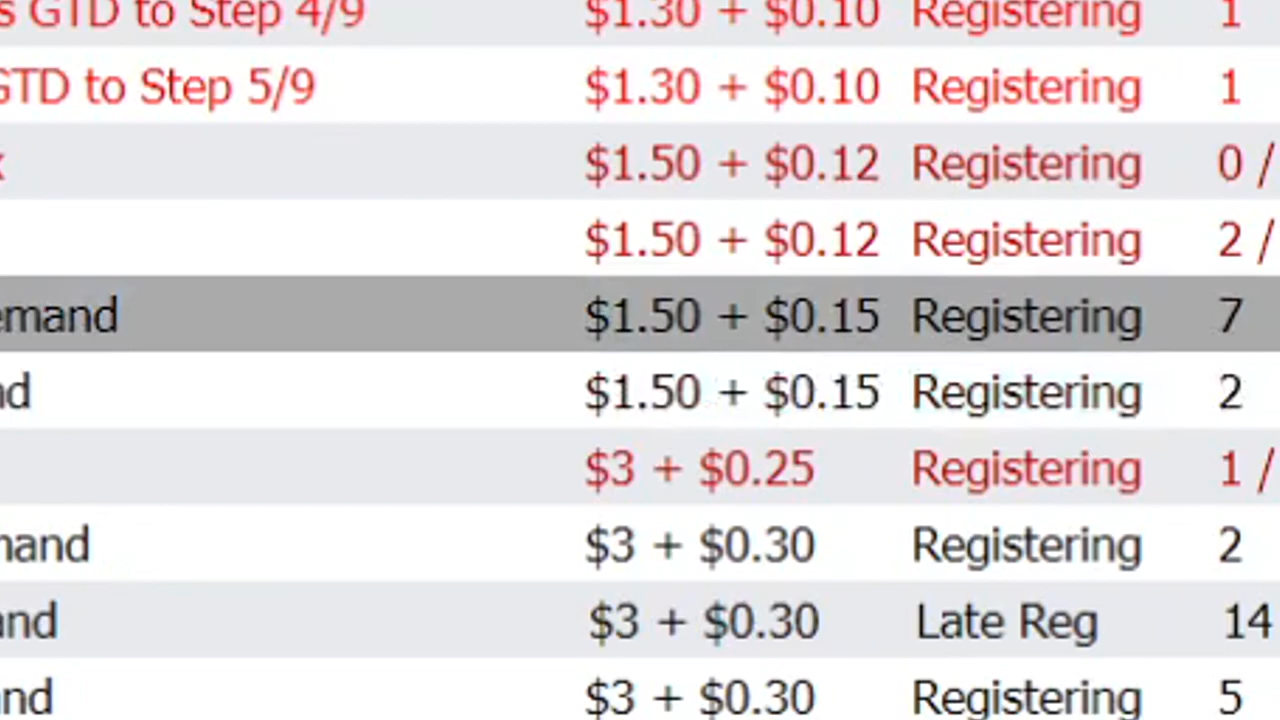 s GTD to Step 4/9 $1.30 + $0.10 Registering 1
GTD to Step 5/9 $1.30 + $0.10 Registering 1
x $1.50 + $0.12 Registering 0 /
$1.50 + $0.12 Registering 2 /
emand $1.50 + $0.15 Registering 7
nd $1.50 + $0.15 Registering 2
$3 + $0.25 Registering 1 /
mand $3 + $0.30 Registering 2
and $3 + $0.30 Late Reg 14
and $3 + $0.30 Registering 5